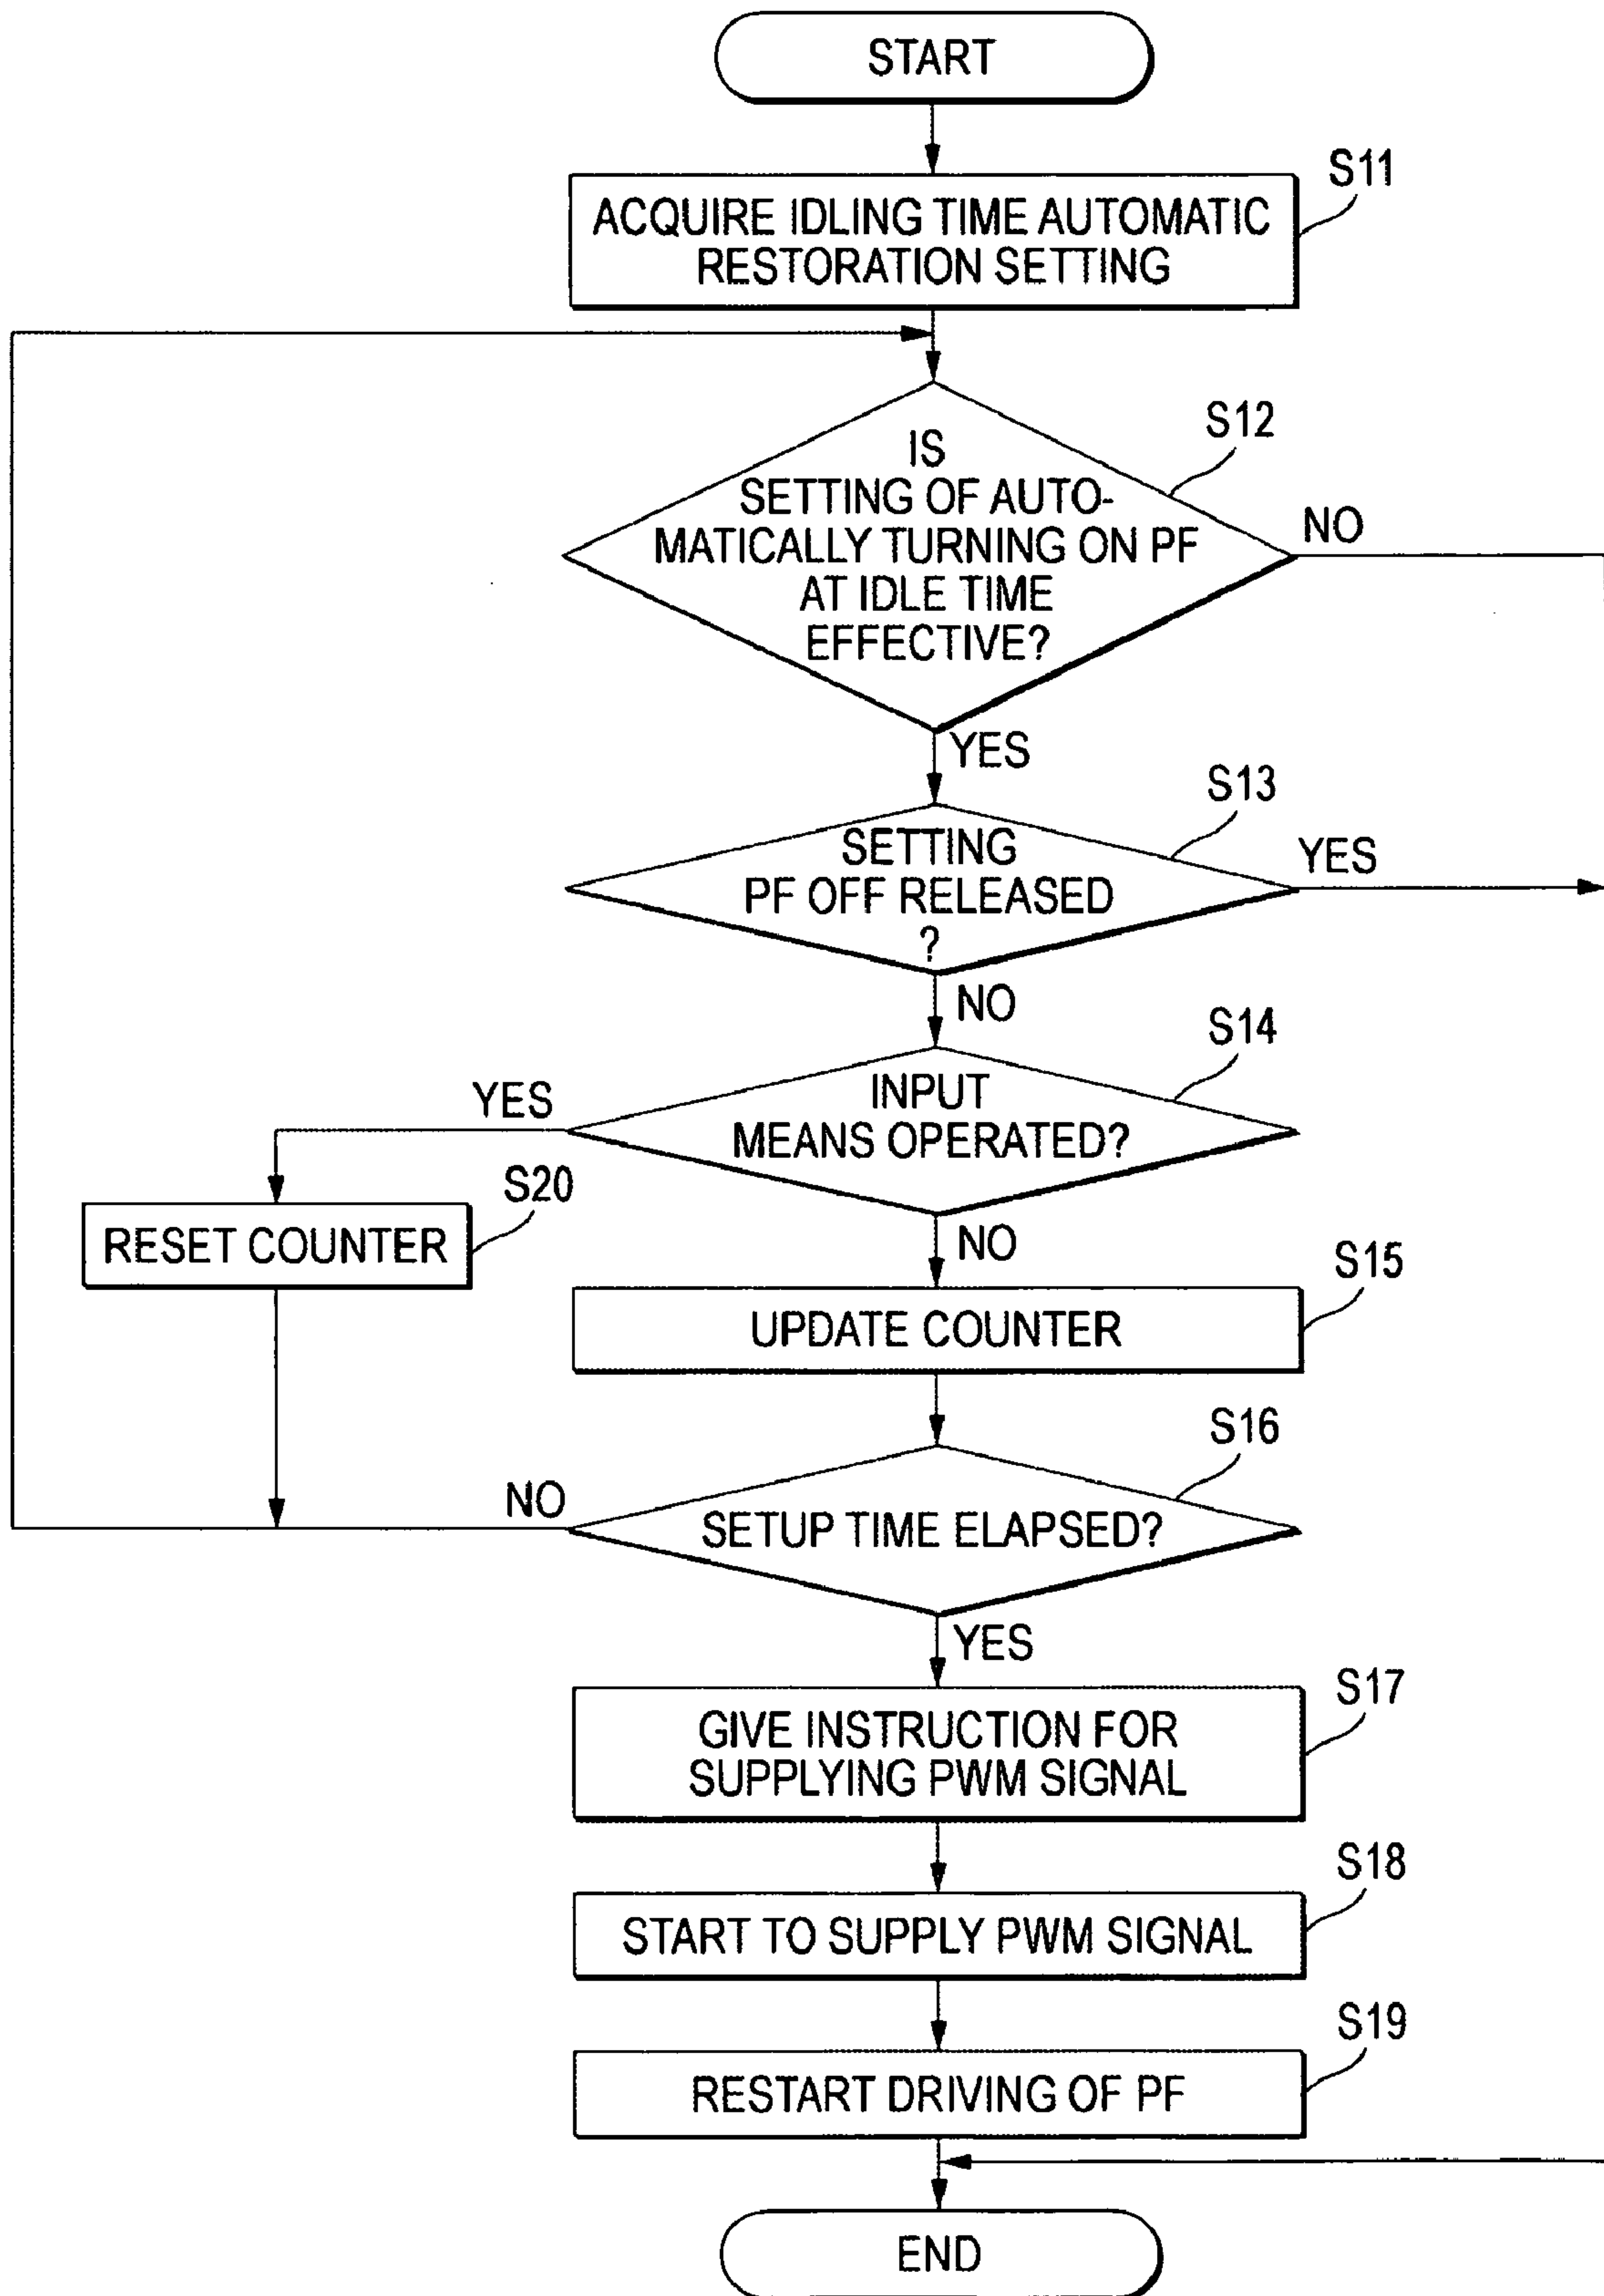 START
S11
ACQUIRE IDLING TIME AUTOMATIC
RESTORATION SETTING
S12
IS
SETTING OF AUTO-
MATICALLY TURNING ON PF
AT IDLE TIME
EFFECTIVE?
NO
YES
S13
SETTING
PF OFF RELEASED
?
YES
NO
S14
INPUT
MEANS OPERATED?
YES
S20
RESET COUNTER
NO
S15
UPDATE COUNTER
S16
SETUP TIME ELAPSED?
NO
YES
S17
GIVE INSTRUCTION FOR
SUPPLYING PWM SIGNAL
S18
START TO SUPPLY PWM SIGNAL
S19
RESTART DRIVING OF PF
END